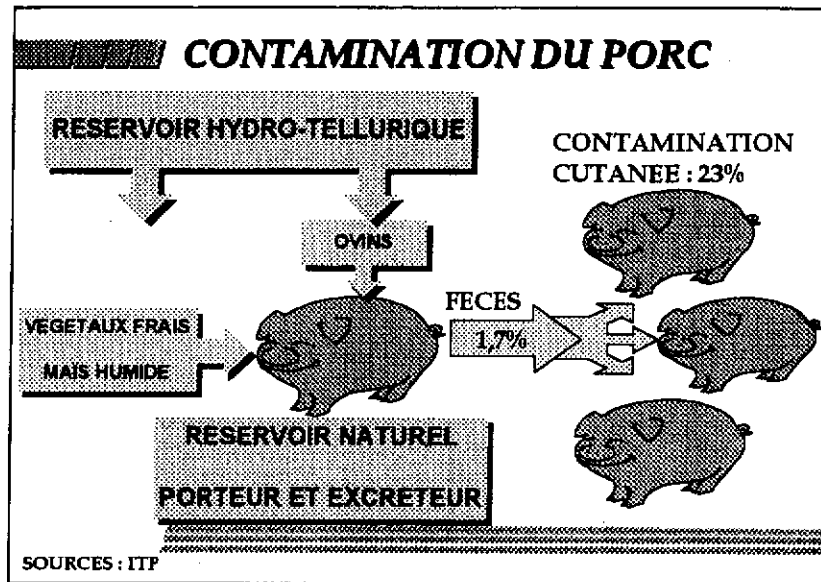 CONTAMINATION DU PORC
RESERVOIR HYDRO-TELLURIQUE
CONTAMINATION
CUTANEE : 23%
OVINS
VEGETAUX FRAIS
MAIS HUMIDE
FECES
1,7%
RESERVOIR NATUREL
PORTEUR ET EXCRETEUR
SOURCES : ITP